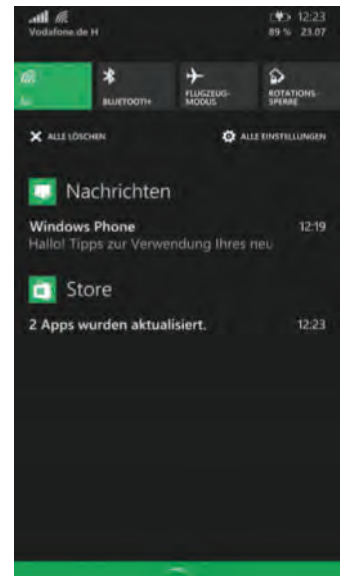 12:23
Vodafone.de H
89 % 23.07
BLUETOOTH
FLUGZEUG-
MODUS
ROTATIONS-
SPERRE
ALLE LÖSCHEN
ALLE EINSTELLUNGEN
Nachrichten
Windows Phone 12:19
Hallo! Tipps zur Verwendung Ihres neu
Store
2 Apps wurden aktualisiert. 12:23